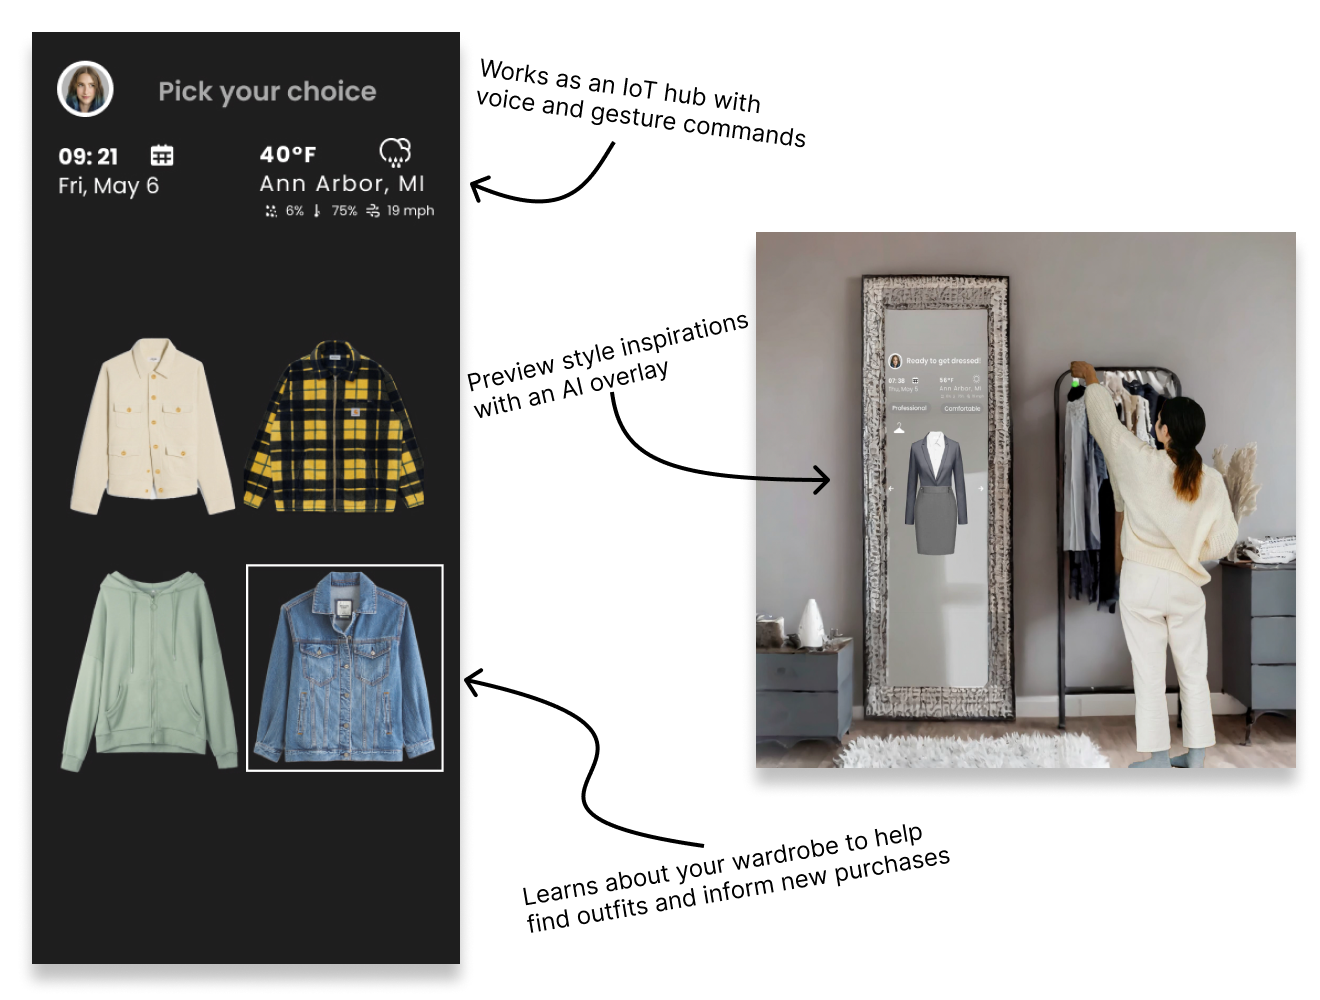 Pick your choice
09: 21
Fri, May 6
40°F
Ann Arbor, MI
6% 75% 19 mph
Works as an IoT hub with
voice and gesture commands
Preview style inspirations
with an AI overlay
Ready to get dressed!
07:38
Thu, May 5
56°F
Ann Arbor, MI
Professional
Comfortable
Learns about your wardrobe to help
find outfits and inform new purchases